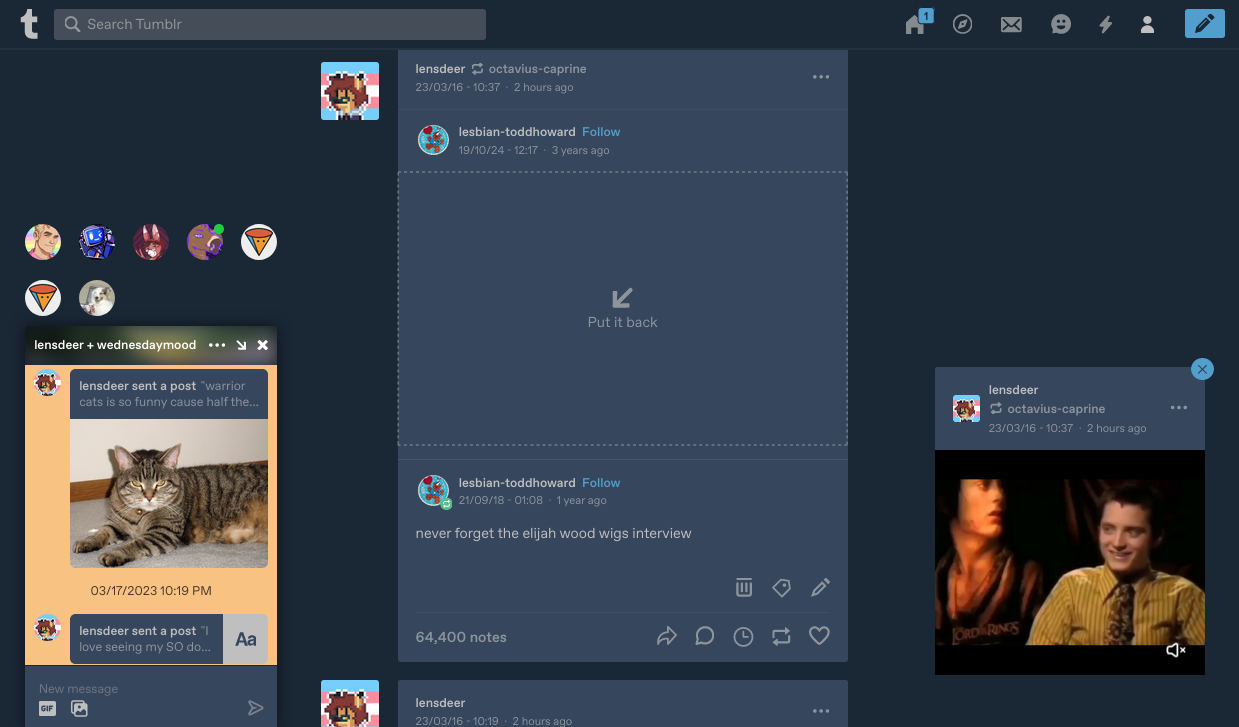 t
Search Tumblr
1
lensdeer octavius-caprine
23/03/16 - 10:37 · 2 hours ago
lesbian-toddhoward Follow
19/10/24 - 12:17 · 3 years ago
Put it back
lesbian-toddhoward Follow
21/09/18 - 01:08 · 1 year ago
never forget the elijah wood wigs interview
64,400 notes
lensdeer
23/03/16 - 10:19 · 2 hours ago
lensdeer + wednesdaymood
lensdeer sent a post "warrior
cats is so funny cause half the...
03/17/2023 10:19 PM
lensdeer sent a post "I
love seeing my SO do...
Aa
New message
GIF
lensdeer
octavius-caprine
23/03/16 - 10:37 · 2 hours ago
THE LORD OF THE RINGS